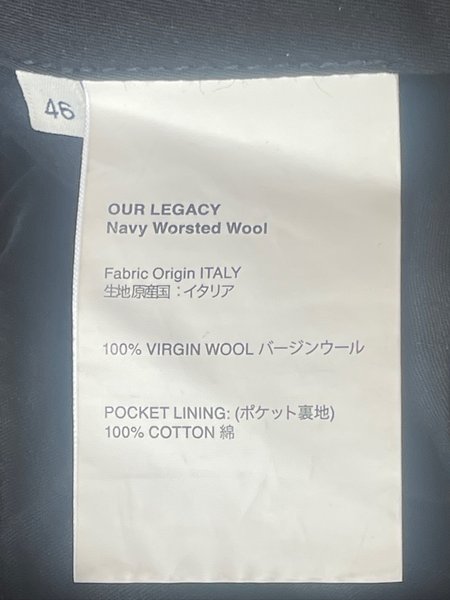 46
OUR LEGACY
Navy Worsted Wool
Fabric Origin ITALY
生地原産国：イタリア
100% VIRGIN WOOL バージンウール
POCKET LINING: (ポケット裏地)
100% COTTON 綿